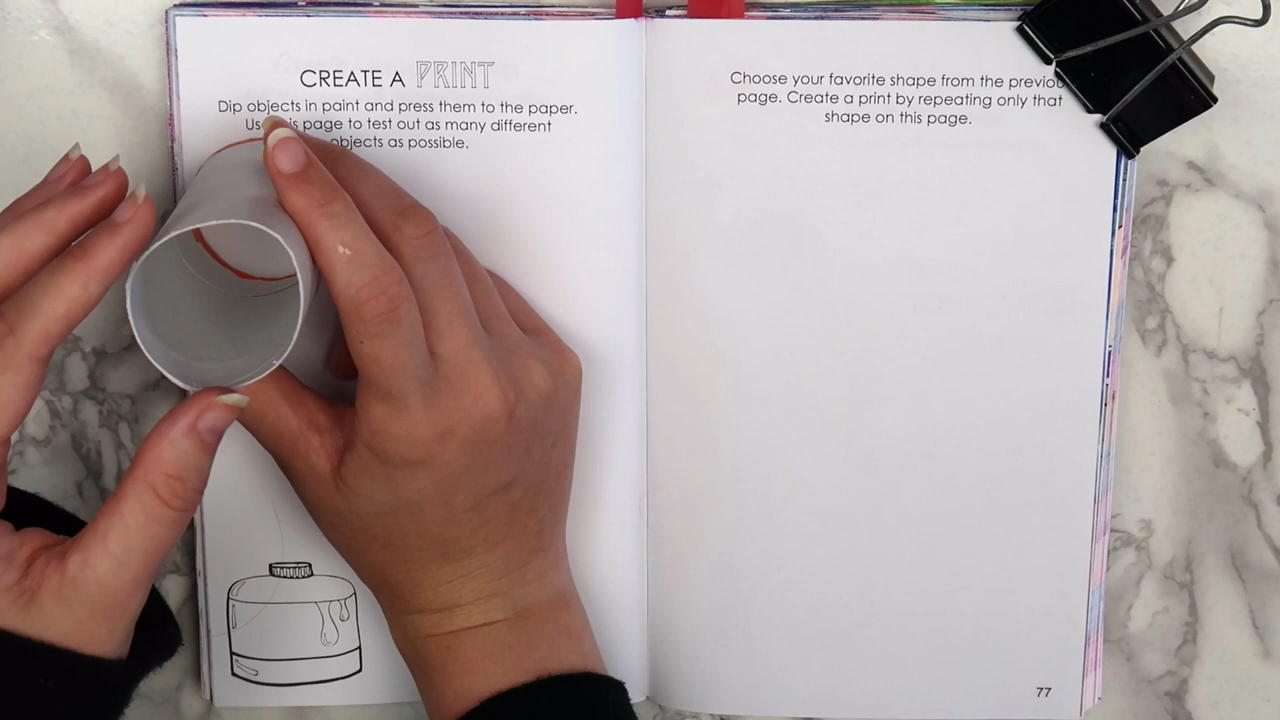 CREATE A PRINT
Dip objects in paint and press them to the paper.
is page to test out as many different
objects as possible.
Choose your favorite shape from the previou
page. Create a print by repeating only that
shape on this page.
77